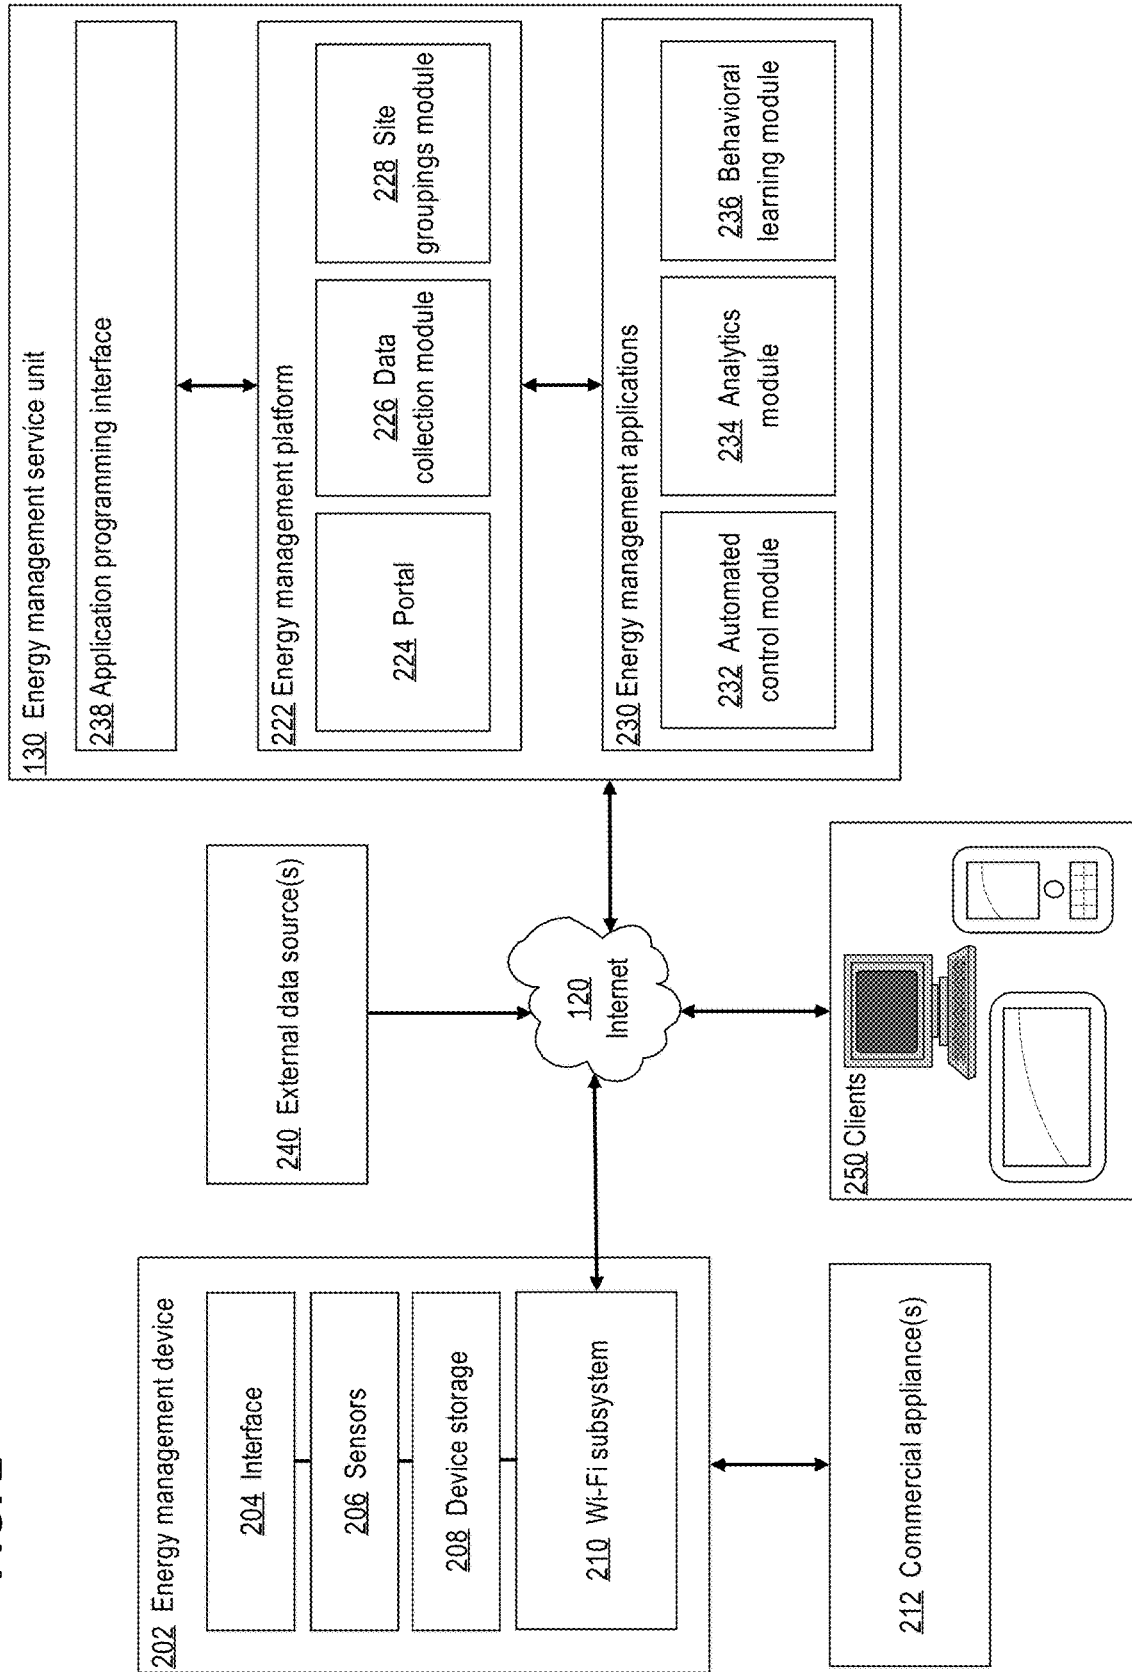 202 Energy management device
204 Interface
206 Sensors
208 Device storage
210 Wi-Fi subsystem
212 Commercial appliance(s)
240 External data source(s)
120
Internet
250 Clients
130 Energy management service unit
238 Application programming interface
222 Energy management platform
224 Portal
226 Data
collection module
228 Site
groupings module
230 Energy management applications
232 Automated
control module
234 Analytics
module
236 Behavioral
learning module